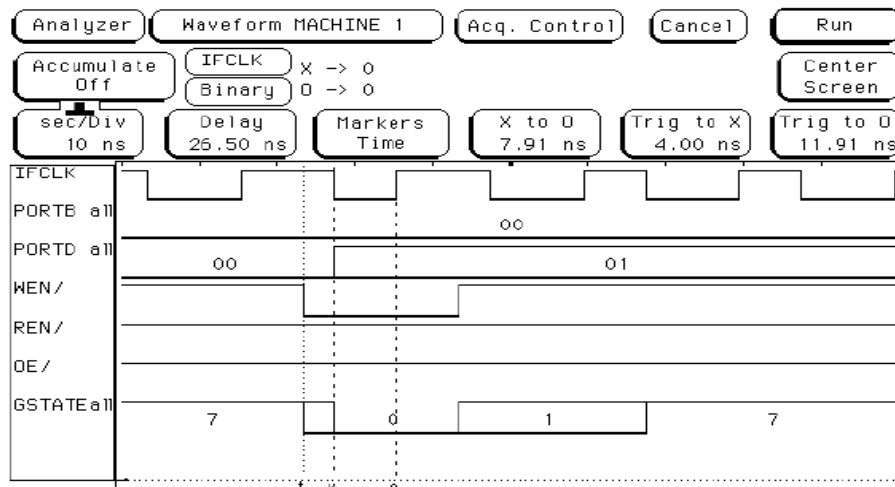 Analyzer Waveform MACHINE 1 Acq. Control Cancel Run
Accumulate Off
IFCLK X -> O
Binary O -> O
Center Screen
sec/Div 10 ns
Delay 26.50 ns
Markers Time
X to O 7.91 ns
Trig to X 4.00 ns
Trig to O 11.91 ns
IFCLK
PORTB all 00
PORTD all 00 01
WEN/
REN/
OE/
GSTATEall 7 0 1 7